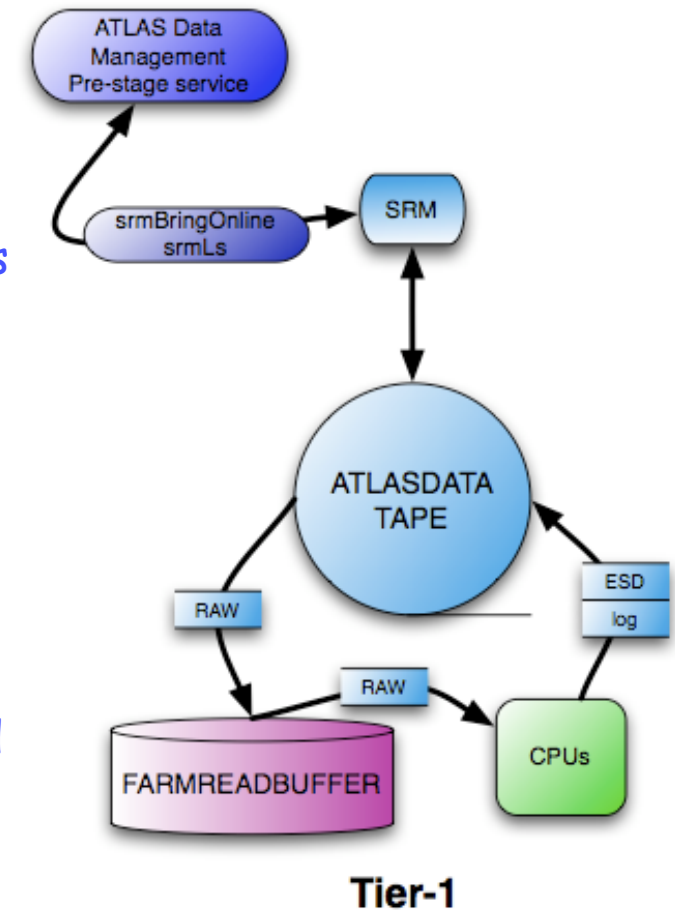 ATLAS Data
Management
Pre-stage service
srmBringOnline
srmLs
SRM
s
ATLASDATA
TAPE
RAW
ESD
log
RAW
FARMREADBUFFER
CPUs
Tier-1